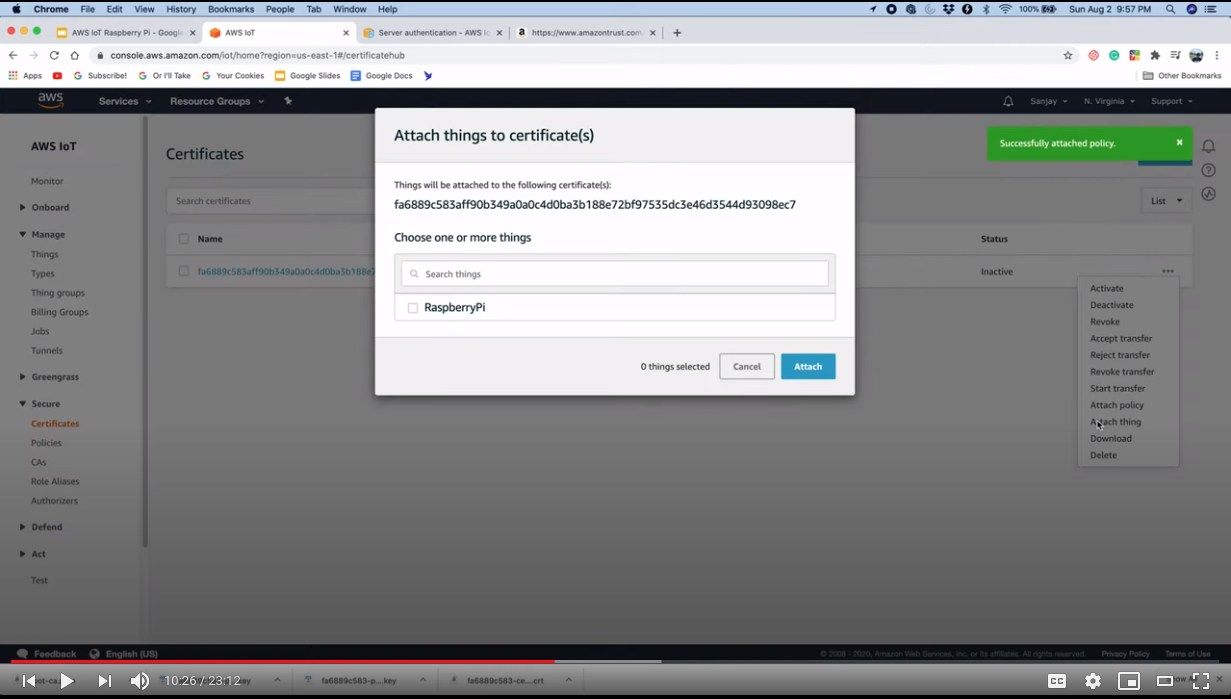 Chrome File Edit View History Bookmarks People Tab Window Help 100% Sun Aug 2 9:57 PM
AWS IoT Raspberry Pi - Google AWS IoT Server authentication - AWS Io https://www.amazontrust.com
console.aws.amazon.com/iot/home?region=us-east-1#/certificatehub
Apps Subscribe! Or I'll Take Your Cookies Google Slides Google Docs Other Bookmarks
aws Services Resource Groups Sanjay N. Virginia Support
Attach things to certificate(s)
Successfully attached policy.
AWS IoT
Certificates
Monitor
Things will be attached to the following certificate(s):
fa6889c583aff90b349a0a0c4d0ba3b188e72bf97535dc3e46d3544d93098ec7
Search certificates
List
Onboard
Manage
Choose one or more things
Name
Status
Things
Types
Search things
fa6889c583aff90b349a0a0c4d0ba3b188e7
Inactive
Thing groups
Activate
Billing Groups
RaspberryPi
Deactivate
Jobs
Revoke
Tunnels
Accept transfer
Reject transfer
0 things selected Cancel Attach
Revoke transfer
Greengrass
Start transfer
Secure
Attach policy
Certificates
Attach thing
Policies
Download
CAs
Delete
Role Aliases
Authorizers
Defend
Act
Test
Feedback English (US) © 2008 - 2020, Amazon Web Services, Inc. or its affiliates. All rights reserved. Privacy Policy Terms of Use
10:26 / 23:12 key fa6889c583-p....key fa6889c583-ce....crt